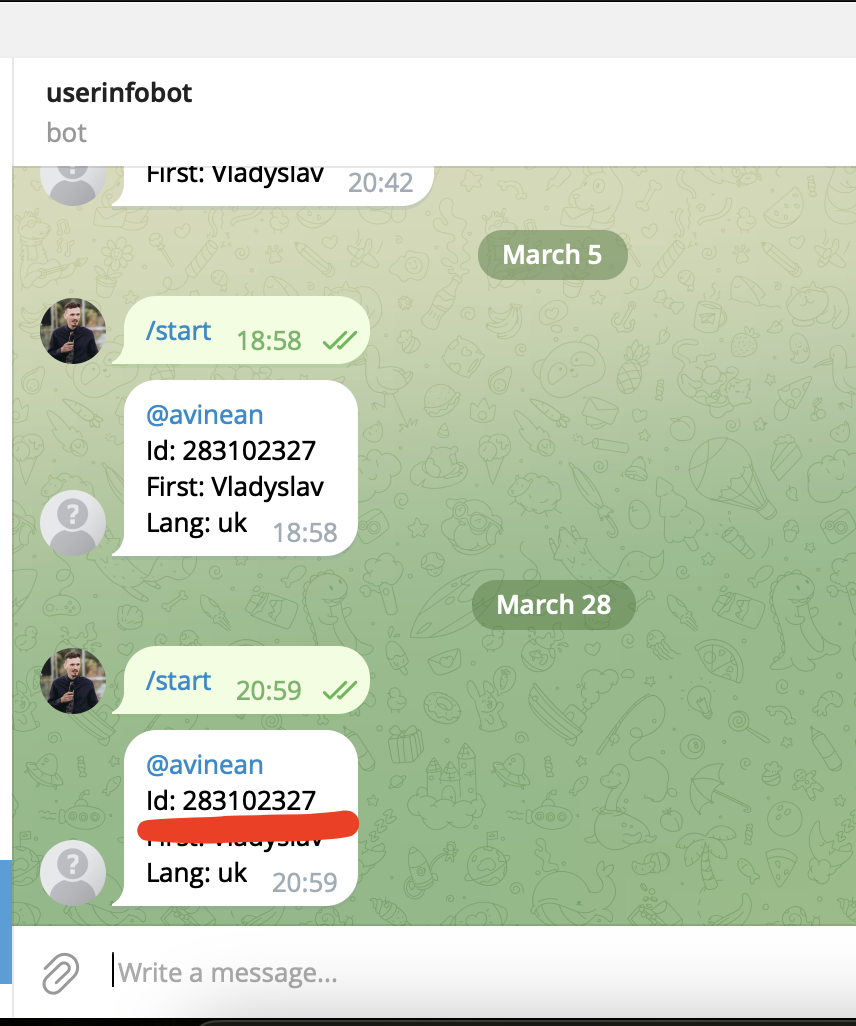 userinfobot
bot
First: Vladyslav 20:42
March 5
/start 18:58
@avinean
Id: 283102327
First: Vladyslav
Lang: uk 18:58
March 28
/start 20:59
@avinean
Id: 283102327
First: Vladyslav
Lang: uk 20:59
Write a message...